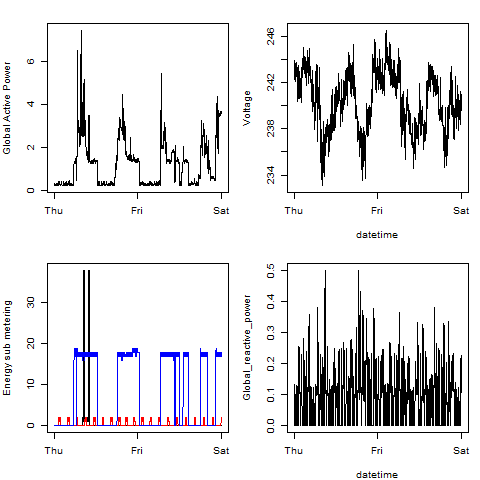 Global Active Power
0 2 4 6
Thu Fri Sat
Voltage
234 238 242 246
Thu Fri Sat
datetime
Energy sub metering
0 10 20 30
Thu Fri Sat
Global_reactive_power
0.0 0.1 0.2 0.3 0.4 0.5
Thu Fri Sat
datetime